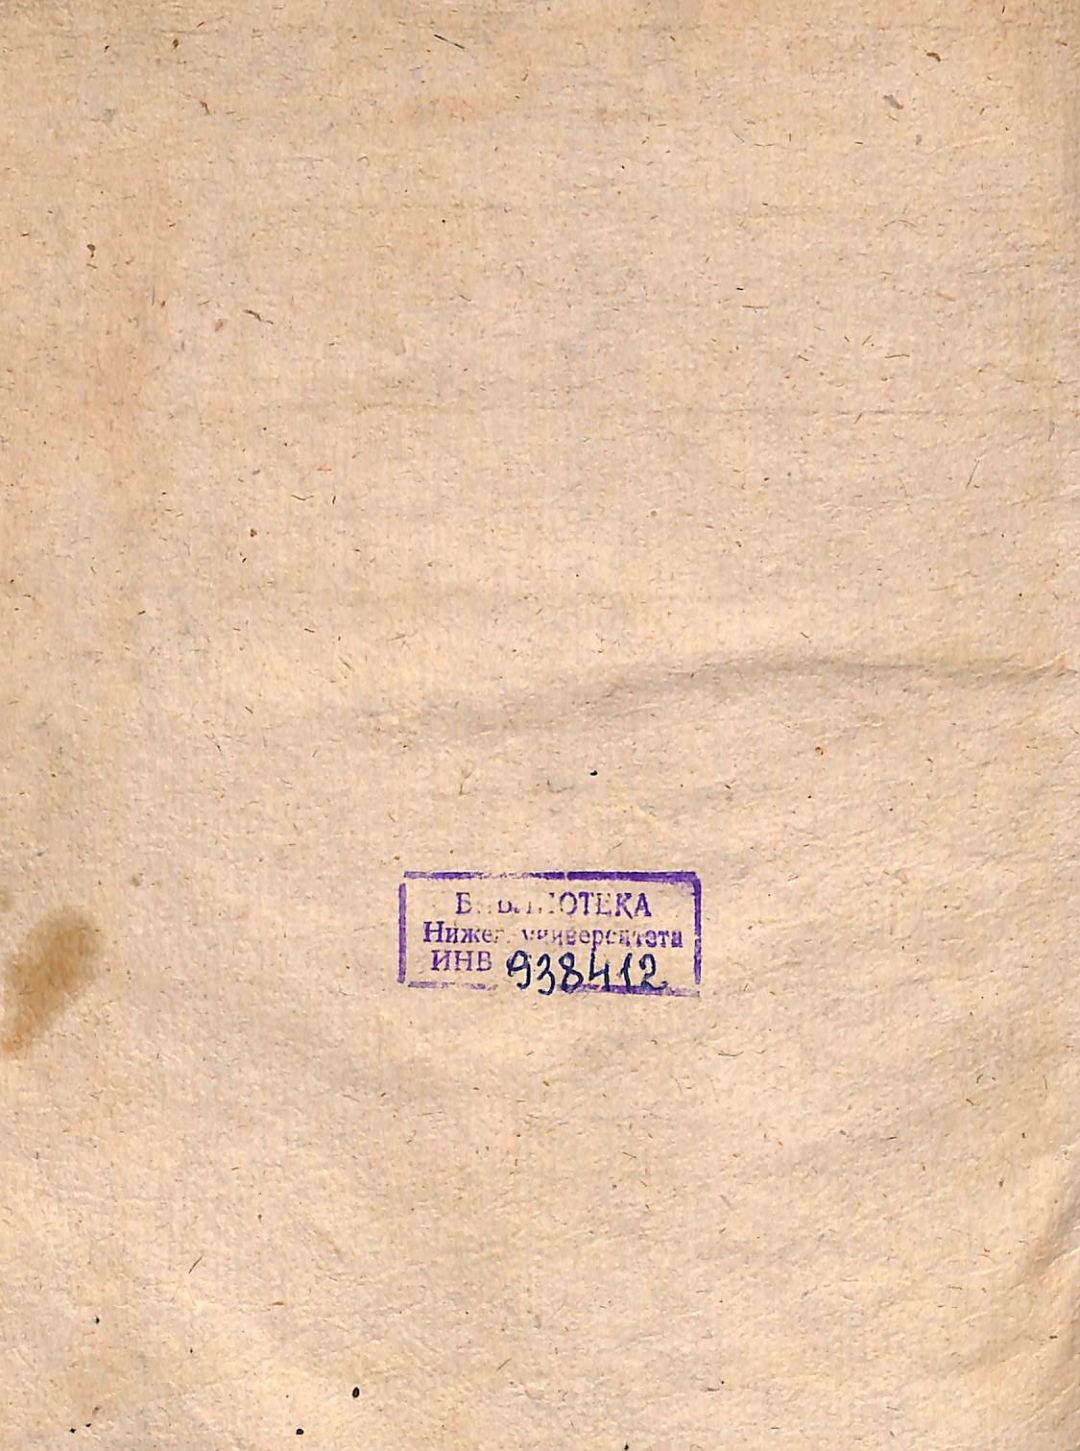 БИБЛИОТЕКА
Нижег. университета
ИНВ 938412